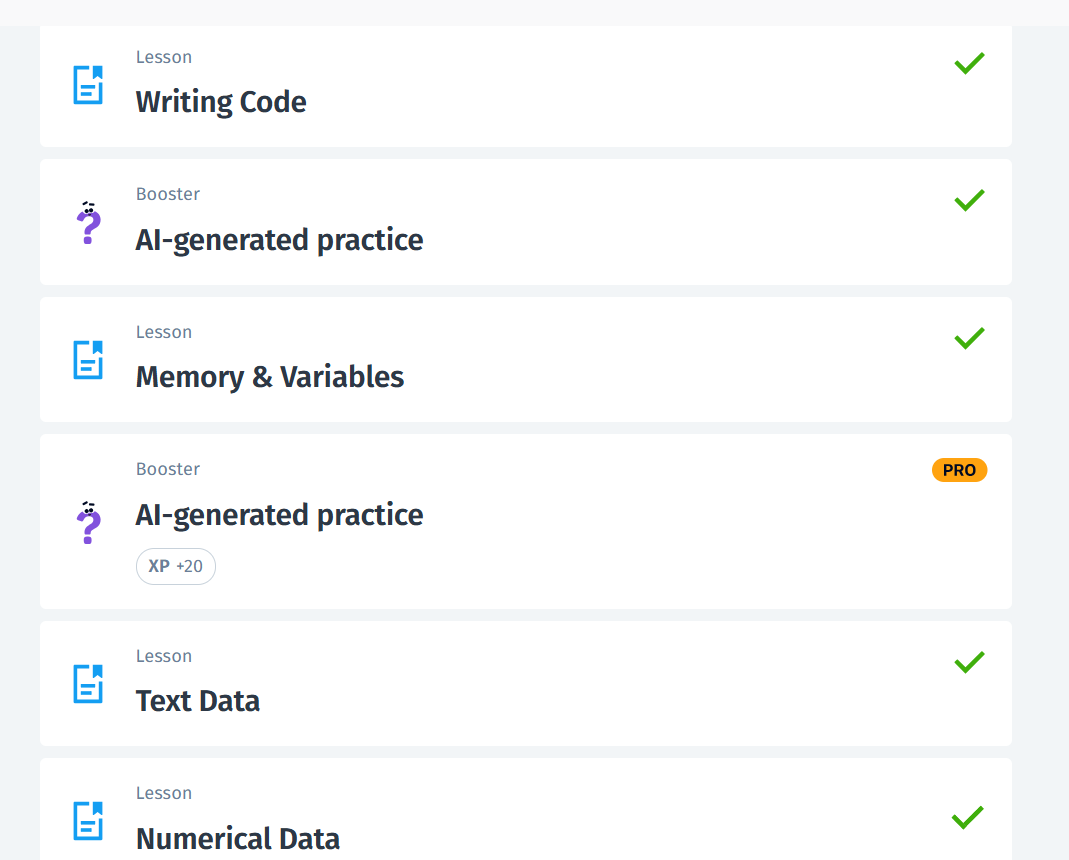 Lesson
Writing Code
Booster
AI-generated practice
Lesson
Memory & Variables
Booster
PRO
AI-generated practice
XP +20
Lesson
Text Data
Lesson
Numerical Data